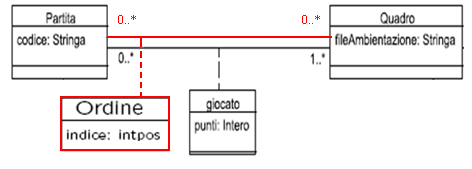 Partita
0..*
0..*
Quadro
codice: Stringa
fileAmbientazione: Stringa
0..*
1..*
Ordine
indice: intpos
giocato
punti: Intero